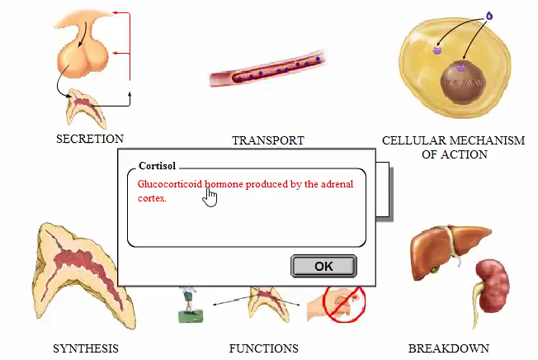 SECRETION
TRANSPORT
CELLULAR MECHANISM
OF ACTION
Cortisol
Glucocorticoid hormone produced by the adrenal
cortex.
OK
SYNTHESIS
FUNCTIONS
BREAKDOWN